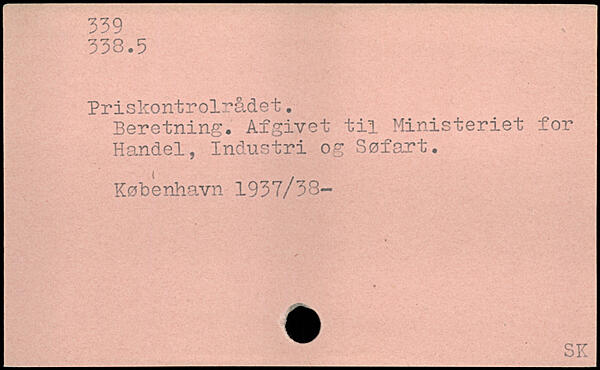 339
338.5
Priskontrolrådet.
Beretning. Afgivet til Ministeriet for
Handel, Industri og Søfart.
København 1937/38-
SK